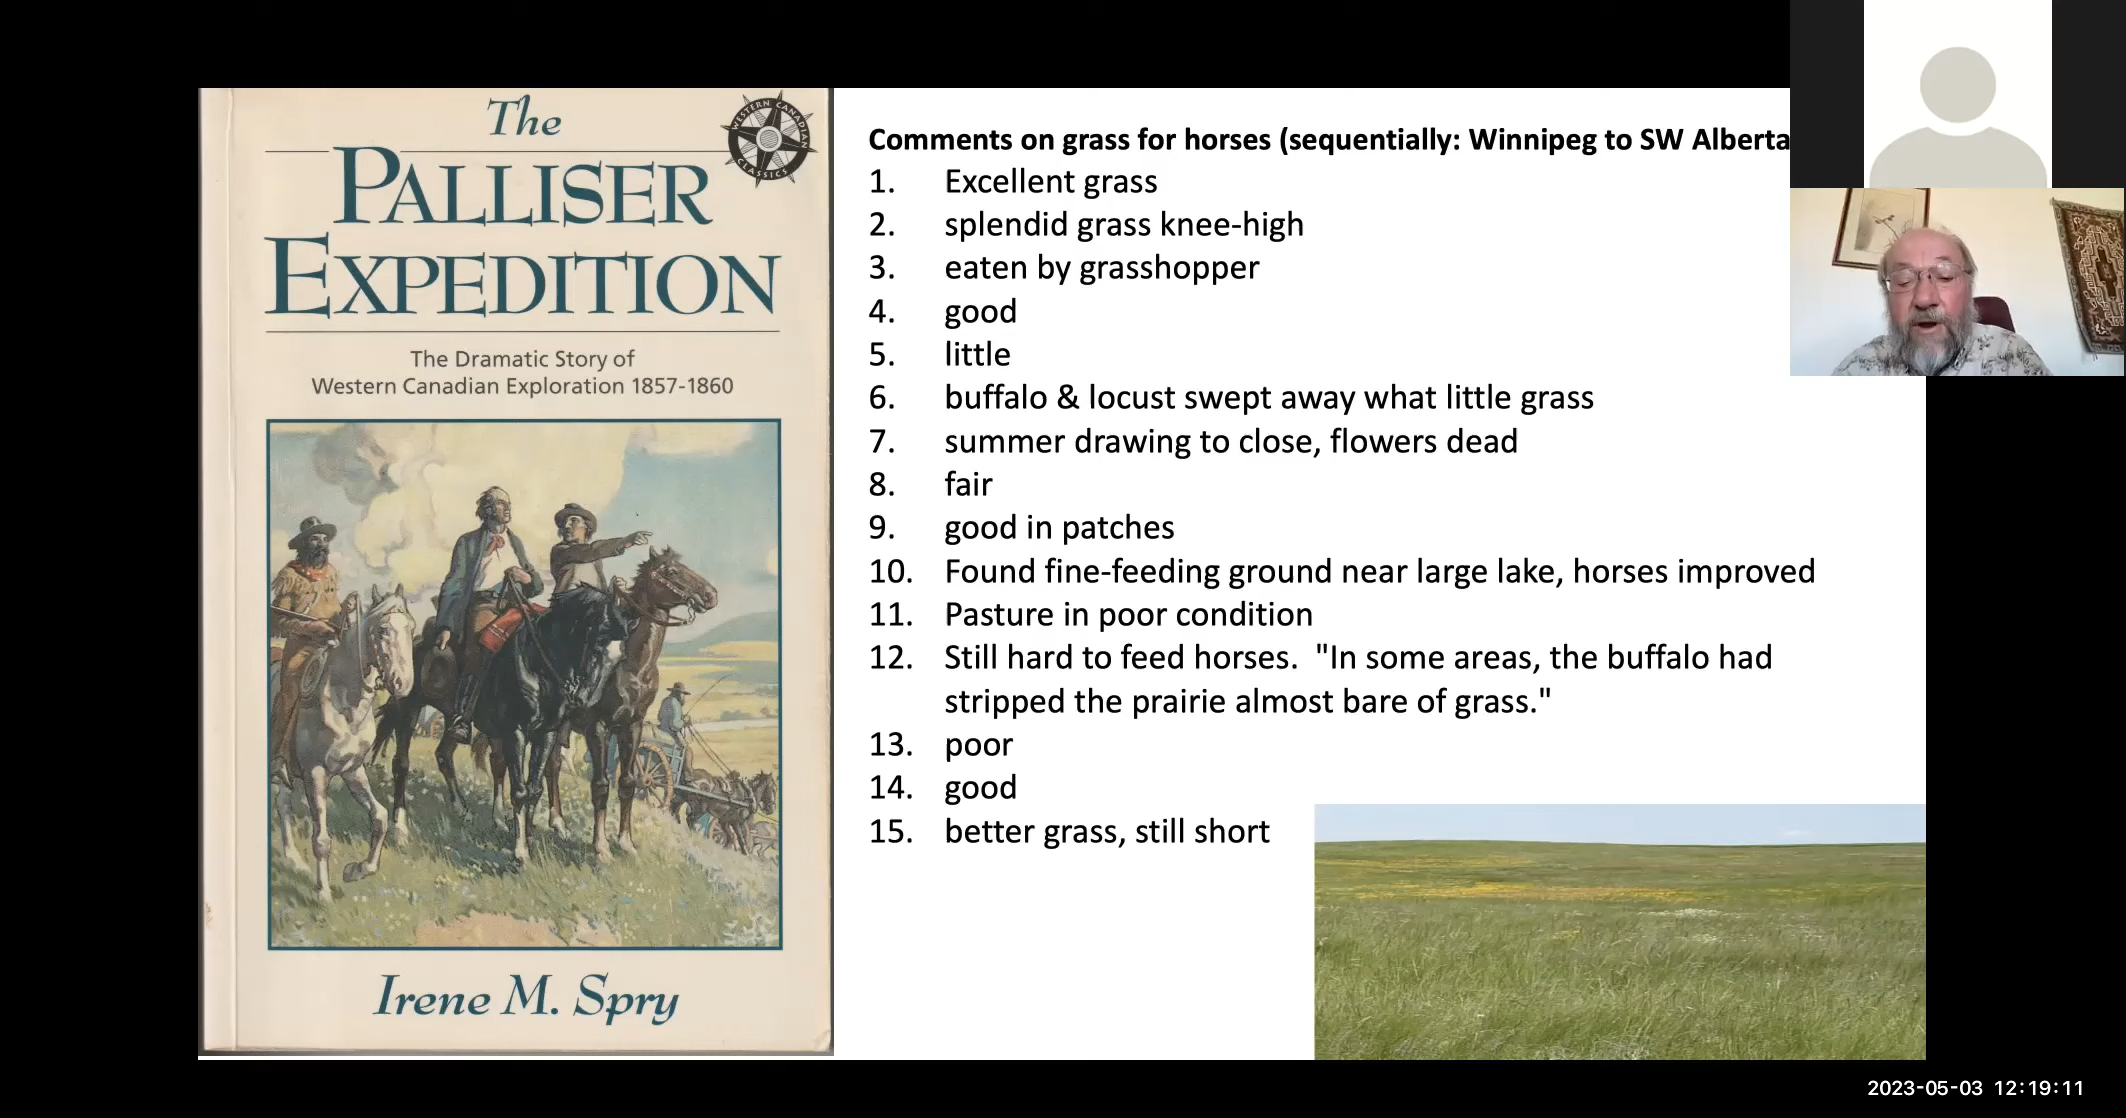 The
PALLISER
EXPEDITION
WESTERN CANADIAN
CLASSICS
The Dramatic Story of
Western Canadian Exploration 1857-1860
Irene M. Spry
Comments on grass for horses (sequentially: Winnipeg to SW Alberta
1. Excellent grass
2. splendid grass knee-high
3. eaten by grasshopper
4. good
5. little
6. buffalo & locust swept away what little grass
7. summer drawing to close, flowers dead
8. fair
9. good in patches
10. Found fine-feeding ground near large lake, horses improved
11. Pasture in poor condition
12. Still hard to feed horses.  "In some areas, the buffalo had
stripped the prairie almost bare of grass."
13. poor
14. good
15. better grass, still short
2023-05-03 12:19:11